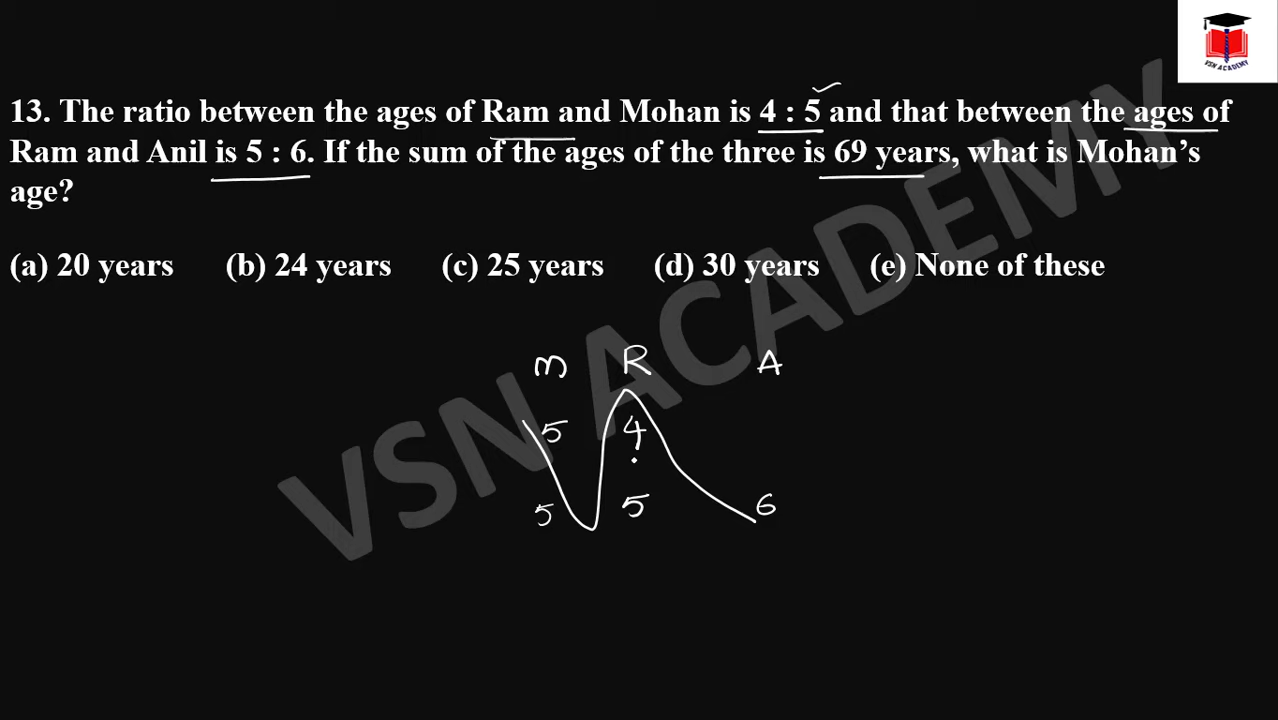 VSN ACADEMY
13. The ratio between the ages of Ram and Mohan is 4 : 5 and that between the ages of
Ram and Anil is 5 : 6. If the sum of the ages of the three is 69 years, what is Mohan’s
age?
(a) 20 years (b) 24 years (c) 25 years (d) 30 years (e) None of these
M R A
5 4
:
5 5 6
VSN ACADEMY